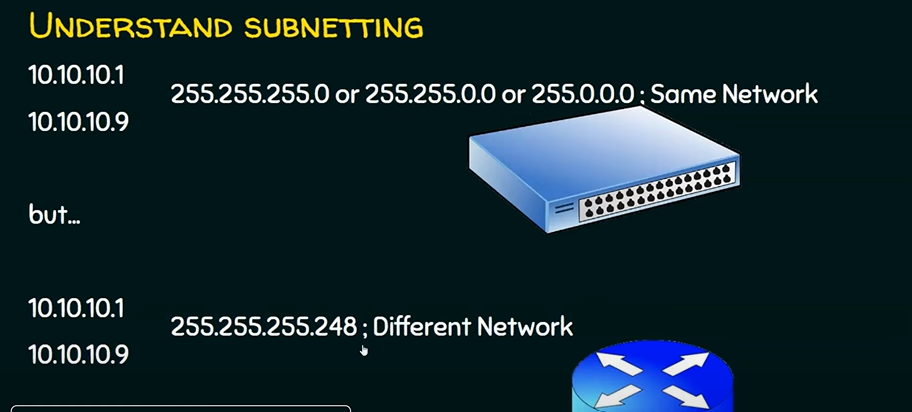 UNDERSTAND SUBNETTING
10.10.10.1
255.255.255.0 or 255.255.0.0 or 255.0.0.0 ; Same Network
10.10.10.9
but...
10.10.10.1
255.255.255.248 ; Different Network
10.10.10.9